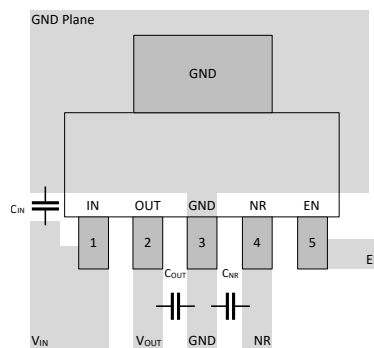 GND Plane
GND
CIN
IN OUT GND NR EN
1 2 3 4 5
E
COUT CNR
VIN VOUT GND NR